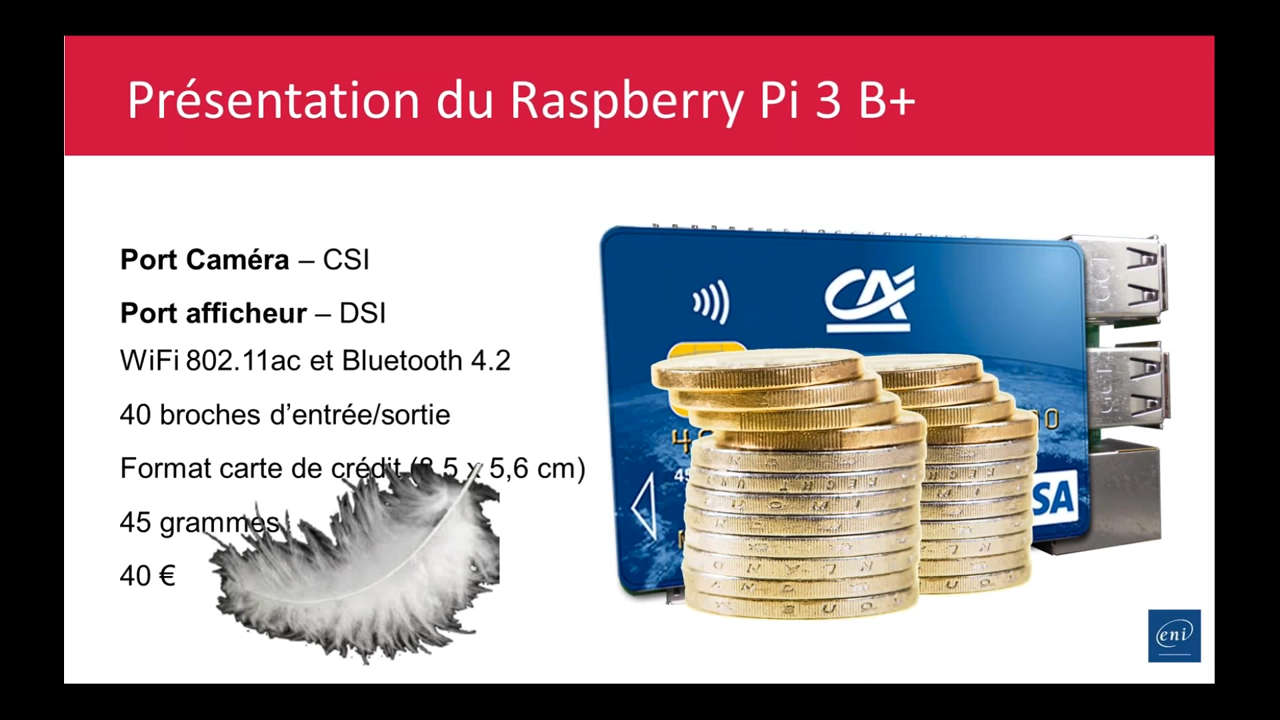 Présentation du Raspberry Pi 3 B+
Port Caméra – CSI
Port afficheur – DSI
WiFi 802.11ac et Bluetooth 4.2
40 broches d’entrée/sortie
Format carte de crédit (8,5 x 5,6 cm)
45 grammes
40 €
CA
eni